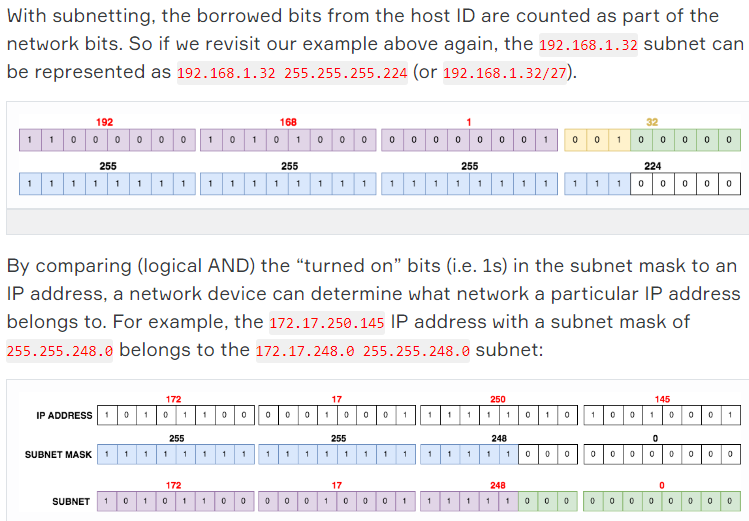 With subnetting, the borrowed bits from the host ID are counted as part of the
network bits. So if we revisit our example above again, the 192.168.1.32 subnet can
be represented as 192.168.1.32 255.255.255.224 (or 192.168.1.32/27).
192 168 1 32
1 1 0 0 0 0 0 0 1 0 1 0 1 0 0 0 0 0 0 0 0 0 0 1 0 0 1 0 0 0 0 0
255 255 255 224
1 1 1 1 1 1 1 1 1 1 1 1 1 1 1 1 1 1 1 1 1 1 1 1 1 1 1 0 0 0 0 0
By comparing (logical AND) the “turned on” bits (i.e. 1s) in the subnet mask to an
IP address, a network device can determine what network a particular IP address
belongs to. For example, the 172.17.250.145 IP address with a subnet mask of
255.255.248.0 belongs to the 172.17.248.0 255.255.248.0 subnet:
172 17 250 145
IP ADDRESS 1 0 1 0 1 1 0 0 0 0 0 1 0 0 0 1 1 1 1 1 1 0 1 0 1 0 0 1 0 0 0 1
255 255 248 0
SUBNET MASK 1 1 1 1 1 1 1 1 1 1 1 1 1 1 1 1 1 1 1 1 1 0 0 0 0 0 0 0 0 0 0 0
172 17 248 0
SUBNET 1 0 1 0 1 1 0 0 0 0 0 1 0 0 0 1 1 1 1 1 1 0 0 0 0 0 0 0 0 0 0 0